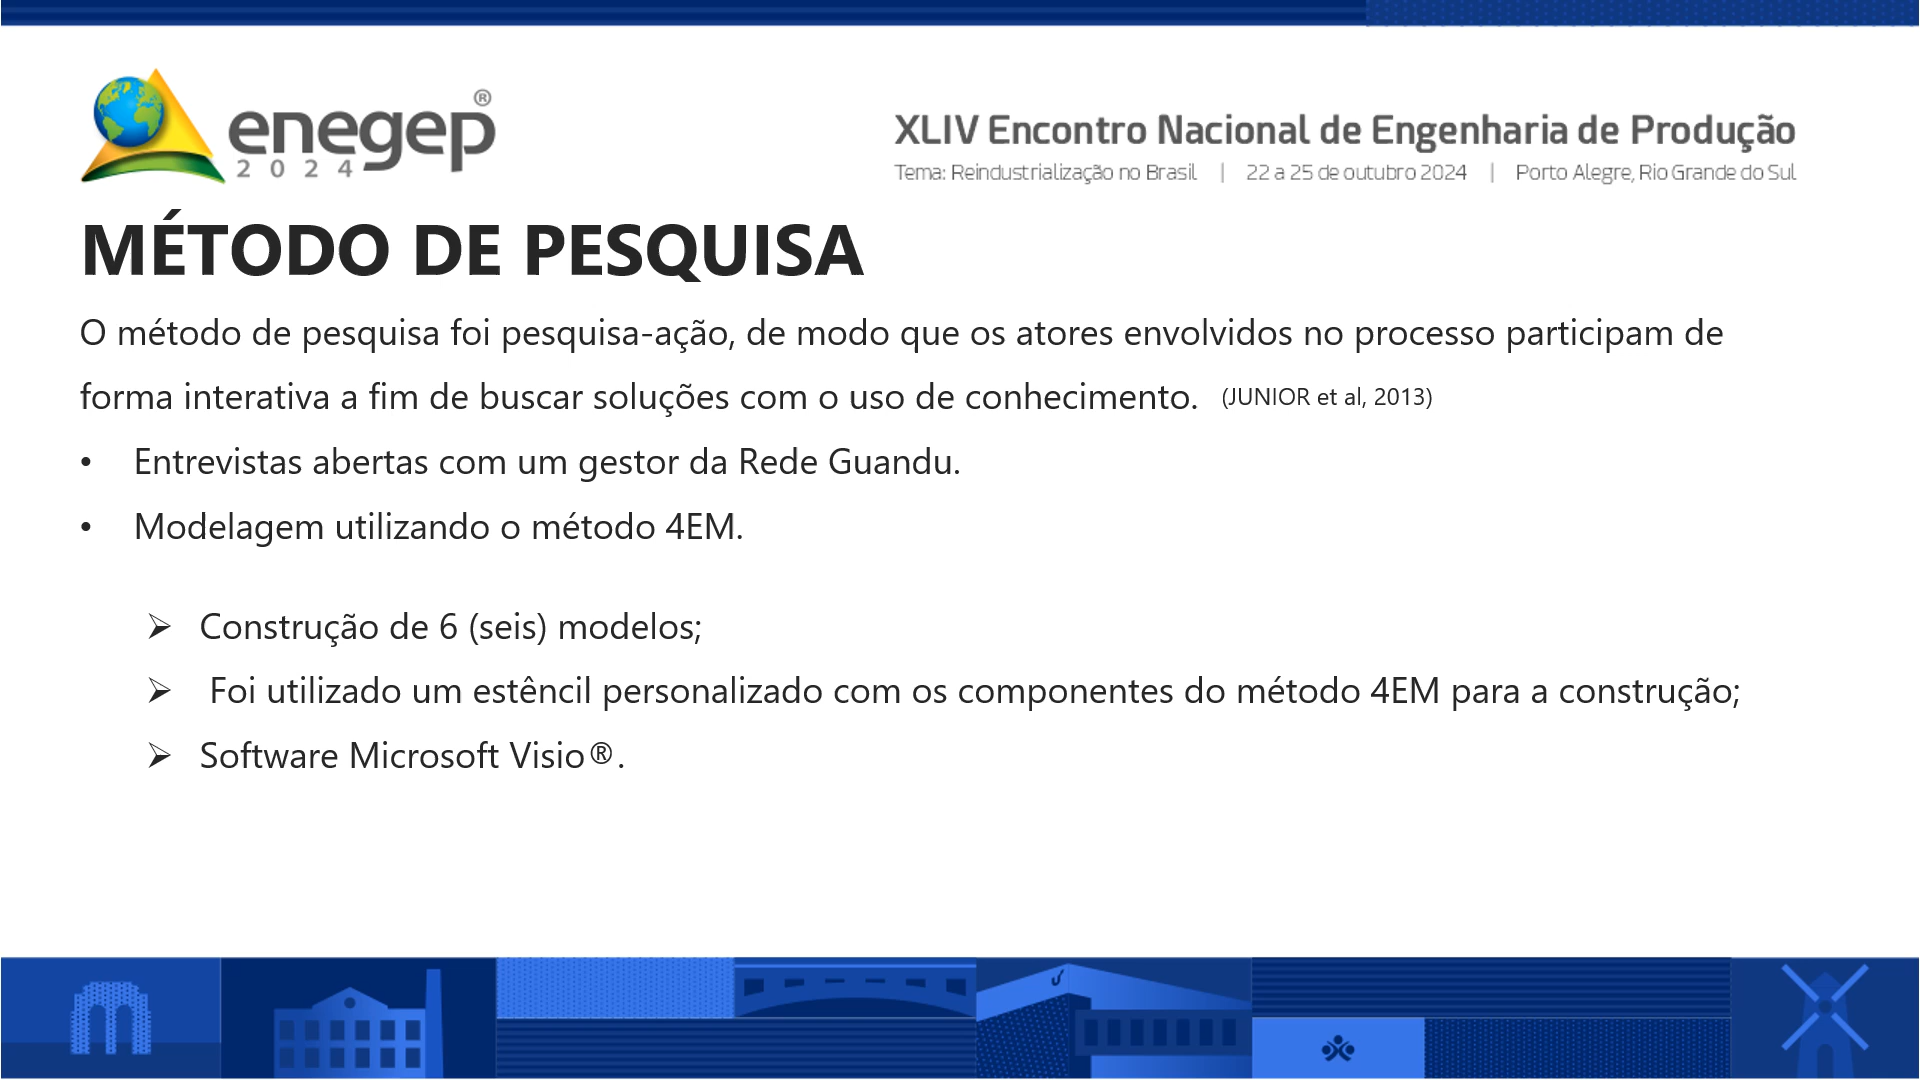 enegep®
2024
XLIV Encontro Nacional de Engenharia de Produção
Tema: Reindustrialização no Brasil | 22 a 25 de outubro 2024 | Porto Alegre, Rio Grande do Sul
MÉTODO DE PESQUISA
O método de pesquisa foi pesquisa-ação, de modo que os atores envolvidos no processo participam de
forma interativa a fim de buscar soluções com o uso de conhecimento. (JUNIOR et al, 2013)
• Entrevistas abertas com um gestor da Rede Guandu.
• Modelagem utilizando o método 4EM.
➢ Construção de 6 (seis) modelos;
➢ Foi utilizado um estêncil personalizado com os componentes do método 4EM para a construção;
➢ Software Microsoft Visio®.